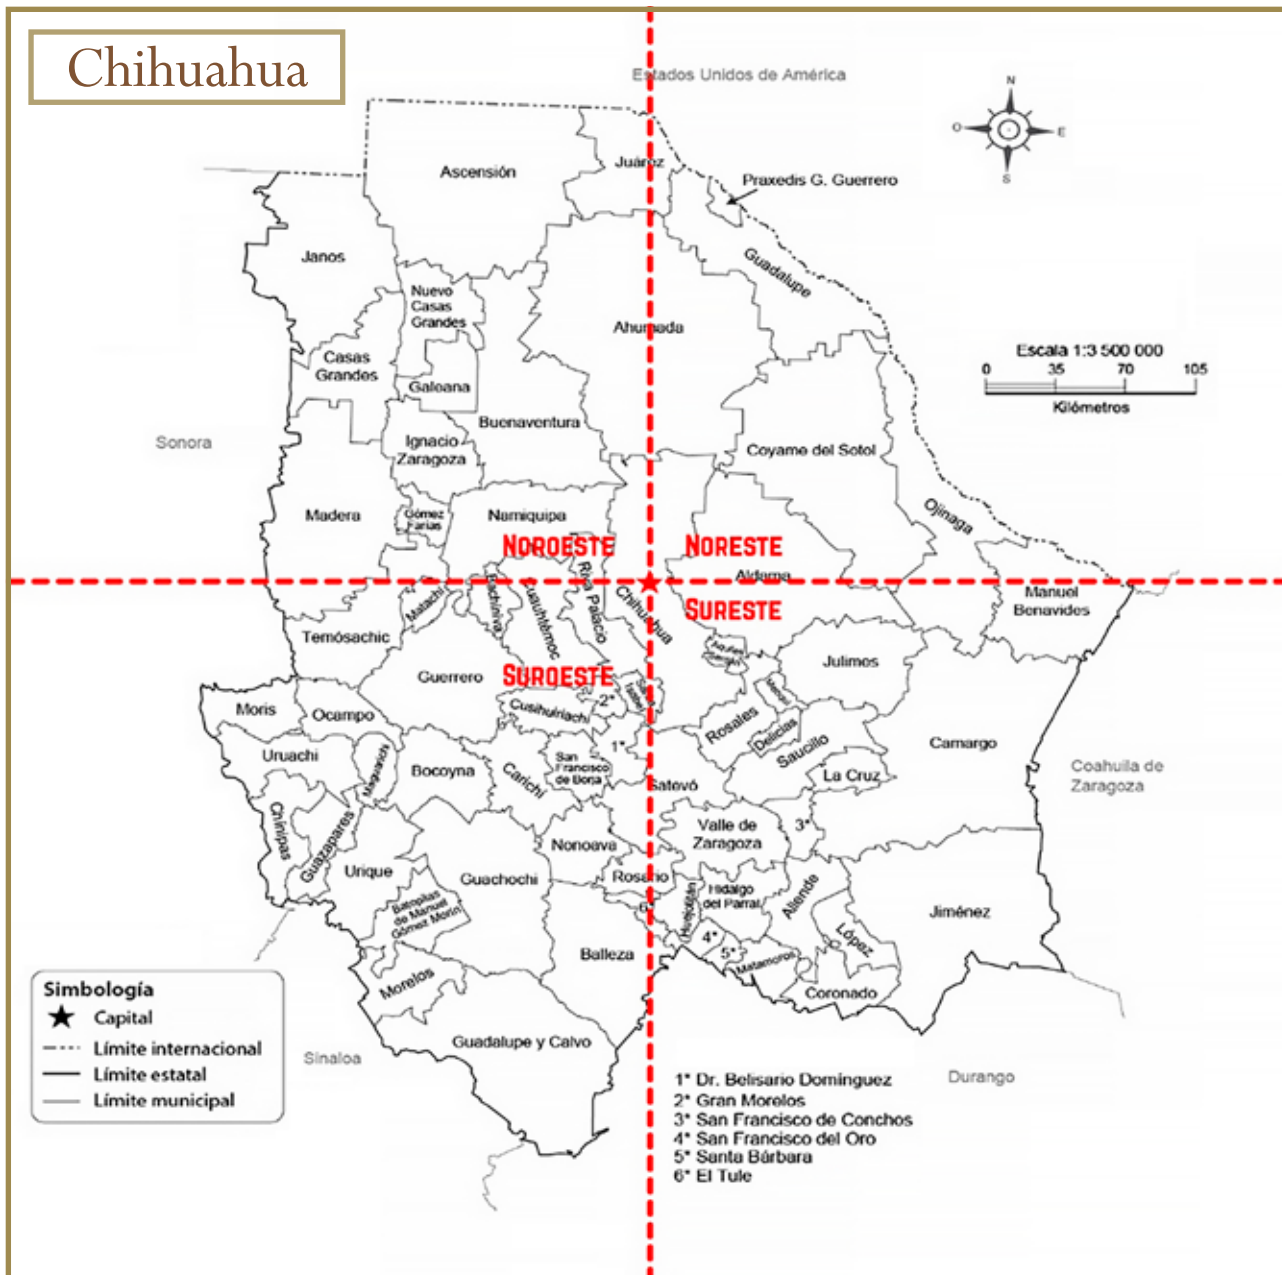 Chihuahua
Estados Unidos de América
N
O
E
S
Ascensión
Juárez
Praxedis G. Guerrero
Janos
Guadalupe
Nuevo
Casas
Grandes
Ahumada
Casas
Grandes
Galeana
Escala 1:3 500 000
0 35 70 105
Kilómetros
Buenaventura
Sonora
Ignacio
Zaragoza
Coyame del Sotol
Madera
Gómez
Farías
Namiquipa
Ojinaga
NOROESTE
NORESTE
Aldama
Matachí
Bachíniva
Cuauhtémoc
Riva Palacio
Chihuahua
SURESTE
Manuel
Benavides
Temósachic
Aquiles
Serdán
Julimes
Guerrero
SUROESTE
Santa
Isabel
Meoqui
Moris
Ocampo
Cusihuiriachi
2*
Rosales
Delicias
Uruachi
Maguarichi
Bocoyna
Carichí
San
Francisco
de Borja
1*
Saucillo
Camargo
La Cruz
Satevó
Coahuila de
Zaragoza
Chínipas
Guazapares
Nonoava
Valle de
Zaragoza
3*
Urique
Guachochi
Rosario
Huejotitán
Hidalgo
del Parral
Allende
Batopilas
de Manuel
Gómez Morín
6*
Jiménez
4*
5*
López
Balleza
Matamoros
Morelos
Coronado
Guadalupe y Calvo
Simbología
Capital
Límite internacional
Límite estatal
Límite municipal
Sinaloa
Durango
1* Dr. Belisario Domínguez
2* Gran Morelos
3* San Francisco de Conchos
4* San Francisco del Oro
5* Santa Bárbara
6* El Tule